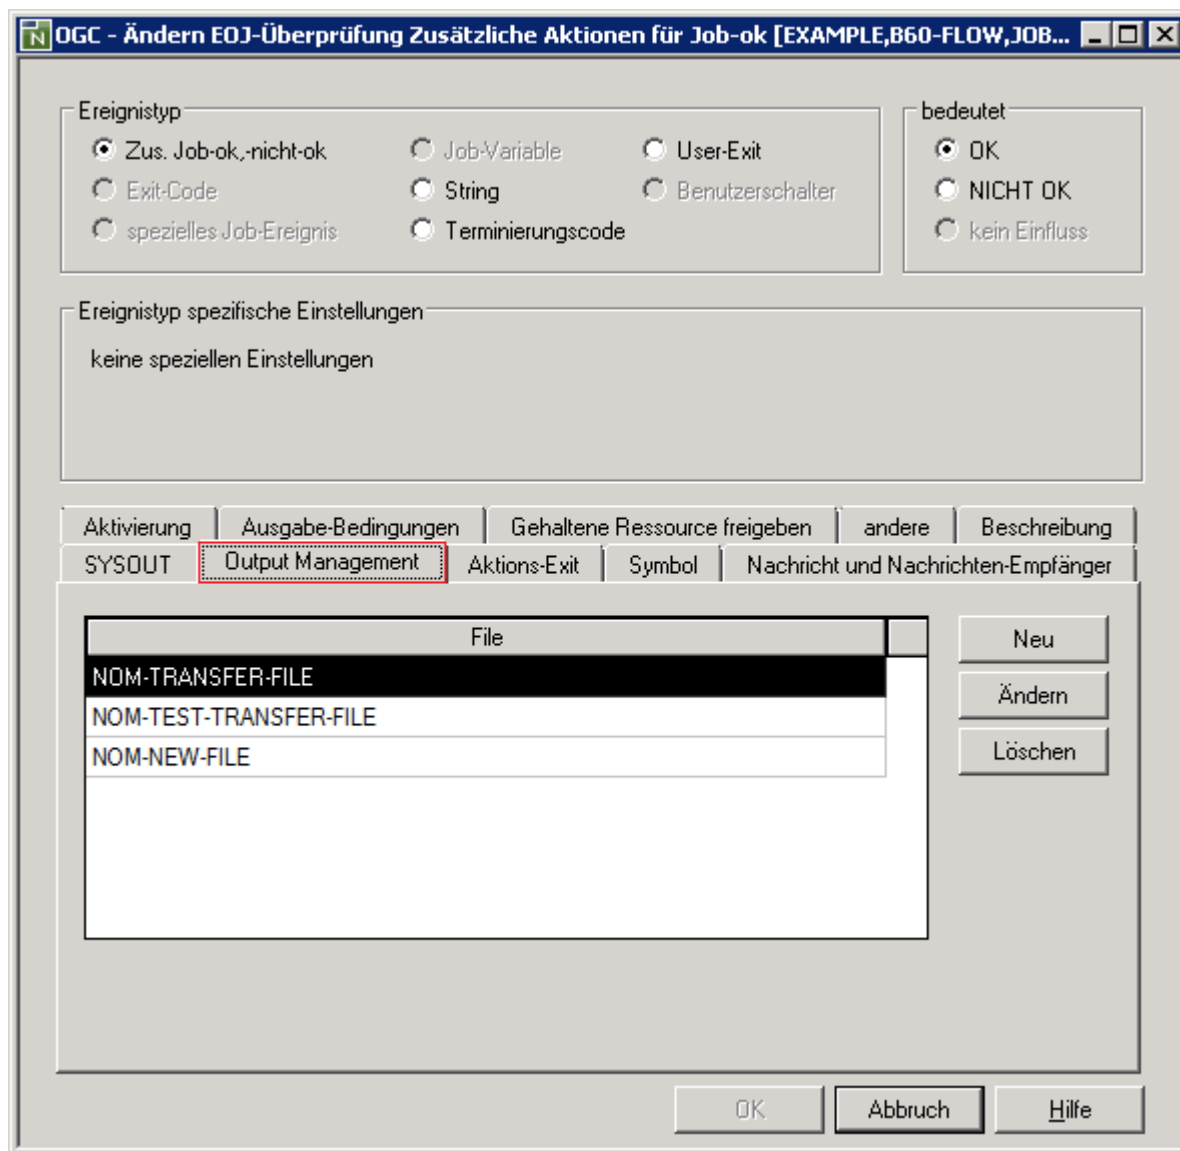 OGC - Ändern EOJ-Überprüfung Zusätzliche Aktionen für Job-ok [EXAMPLE,B60-FLOW,JOB...
Ereignistyp
bedeutet
Zus. Job-ok,-nicht-ok
Job-Variable
User-Exit
OK
Exit-Code
String
Benutzerschalter
NICHT OK
spezielles Job-Ereignis
Terminierungscode
kein Einfluss
Ereignistyp spezifische Einstellungen
keine speziellen Einstellungen
Aktivierung
Ausgabe-Bedingungen
Gehaltene Ressource freigeben
andere
Beschreibung
SYSOUT
Output Management
Aktions-Exit
Symbol
Nachricht und Nachrichten-Empfänger
File
Neu
NOM-TRANSFER-FILE
Ändern
NOM-TEST-TRANSFER-FILE
NOM-NEW-FILE
Löschen
OK
Abbruch
Hilfe